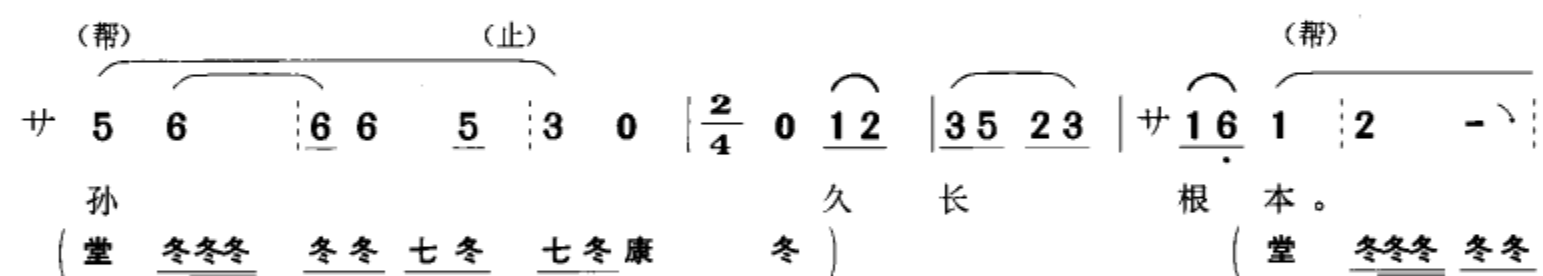 (帮) (止) (帮)
サ 5 6 6 6 5 3 0 2/4 0 1 2 3 5 2 3 サ 1 6 1 2 -
孙 久 长 根 本。
(堂 冬冬冬 冬冬 七冬 七冬康 冬) (堂 冬冬冬 冬冬